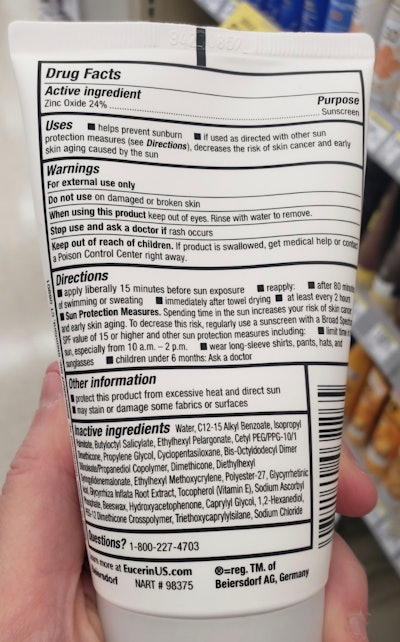 Drug Facts
Active ingredient Purpose
Zinc Oxide 24% Sunscreen
Uses ■ helps prevent sunburn ■ if used as directed with other sun
protection measures (see Directions), decreases the risk of skin cancer and early
skin aging caused by the sun
Warnings
For external use only
Do not use on damaged or broken skin
When using this product keep out of eyes. Rinse with water to remove.
Stop use and ask a doctor if rash occurs
Keep out of reach of children. If product is swallowed, get medical help or contact
a Poison Control Center right away.
Directions
■ apply liberally 15 minutes before sun exposure ■ reapply: ■ after 80 minutes
of swimming or sweating ■ immediately after towel drying ■ at least every 2 hours
■ Sun Protection Measures. Spending time in the sun increases your risk of skin cancer
and early skin aging. To decrease this risk, regularly use a sunscreen with a Broad Spectrum
SPF value of 15 or higher and other sun protection measures including: ■ limit time in
sun, especially from 10 a.m. – 2 p.m. ■ wear long-sleeve shirts, pants, hats, and
sunglasses ■ children under 6 months: Ask a doctor
Other information
■ protect this product from excessive heat and direct sun
■ may stain or damage some fabrics or surfaces
Inactive ingredients Water, C12-15 Alkyl Benzoate, Isopropyl
Palmitate, Butyloctyl Salicylate, Ethylhexyl Pelargonate, Cetyl PEG/PPG-10/1
Dimethicone, Propylene Glycol, Cyclopentasiloxane, Bis-Octyldodecyl Dimer
Dilinoleate/Propanediol Copolymer, Dimethicone, Diethylhexyl
Syringylidenemalonate, Ethylhexyl Methoxycrylene, Polyester-27, Glycyrrhetinic
Acid, Glycyrrhiza Inflata Root Extract, Tocopherol (Vitamin E), Sodium Ascorbyl
Phosphate, Beeswax, Hydroxyacetophenone, Caprylyl Glycol, 1,2-Hexanediol,
PEG-12 Dimethicone Crosspolymer, Triethoxycaprylylsilane, Sodium Chloride
Questions? 1-800-227-4703
Learn more at EucerinUS.com ®=reg. TM. of
Beiersdorf NART # 98375 Beiersdorf AG, Germany